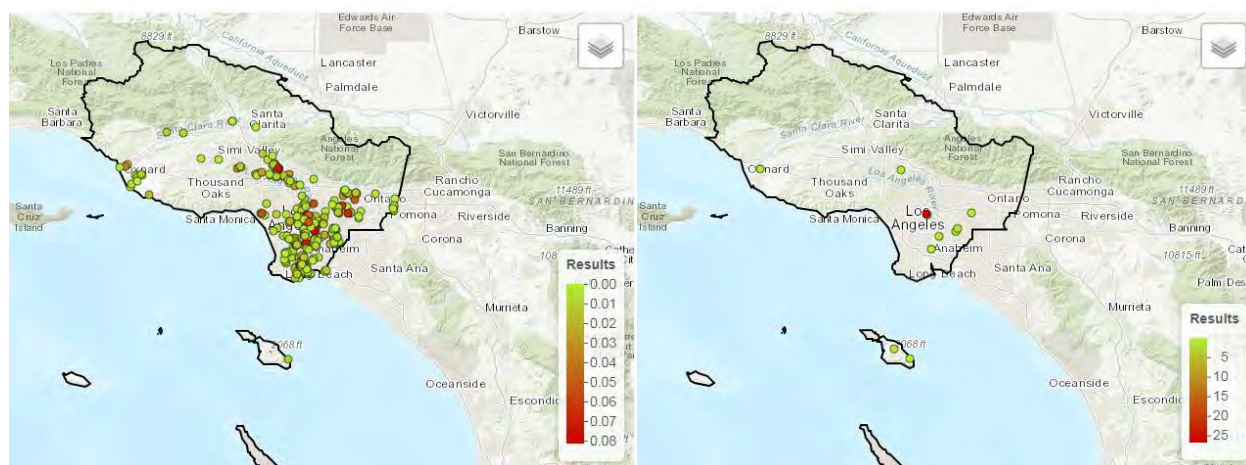 Edwards Air
Force Base
Barstow
8829 ft
California Aqueduct
Los Padres
National
Forest
Lancaster
Palmdale
Santa
Barbara
Santa
Clarita
Victorville
Santa Clara River
Simi Valley
Angeles
National
Forest
San Bernardino
National Forest
Thousand
Oaks
Ontario
Rancho
Cucamonga
11489 ft
SAN BERNARDIN
Santa
Cruz
Island
Santa Monica
Pomona
Riverside
Banning
Corona
Santa Ana
Long Beach
Murrieta
2068 ft
Oceanside
Escondi
Results
0.00
0.01
0.02
0.03
0.04
0.05
0.06
0.07
0.08
Edwards Air
Force Base
Barstow
8829 ft
California Aqueduct
Los Padres
National
Forest
Lancaster
Palmdale
Santa
Barbara
Santa
Clarita
Victorville
Santa Clara River
Simi Valley
Angeles
National
Forest
San Bernardino
National Forest
Thousand
Oaks
Los Angeles
River
Ontario
Rancho
Cucamonga
11489 ft
SAN BERNARDIN
Santa
Cruz
Island
Santa Monica
Los
Angeles
Pomona
Riverside
Banning
Corona
Anaheim
Santa Ana
Long Beach
10815 ft
Palm Des
Murrieta
2068 ft
Oceanside
Escondi
Results
5
10
15
20
25